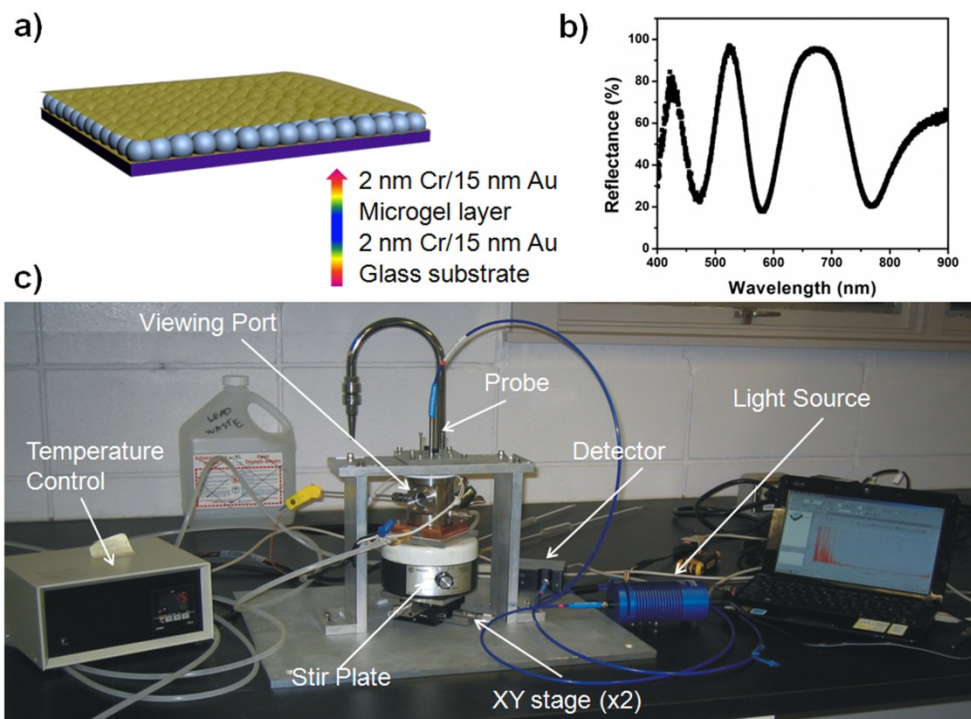 a)
2 nm Cr/15 nm Au
Microgel layer
2 nm Cr/15 nm Au
Glass substrate
b)
Reflectance (%)
100
80
60
40
20
0
400 500 600 700 800 900
Wavelength (nm)
c)
Viewing Port
Probe
Light Source
LEAD
WASTE
Temperature
Control
Detector
Stir Plate
XY stage (x2)